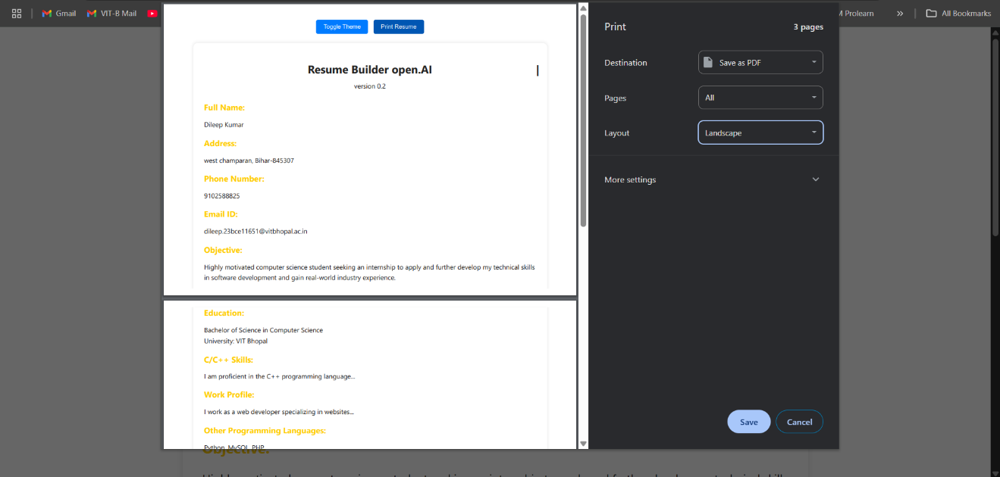 Gmail
VIT-B Mail
M Prolearn
»
All Bookmarks
Toggle Theme
Print Resume
Resume Builder open.AI
version 0.2
Full Name:
Dileep Kumar
Address:
west champaran, Bihar-845307
Phone Number:
9102588825
Email ID:
dileep.23bce11651@vitbhopal.ac.in
Objective:
Highly motivated computer science student seeking an internship to apply and further develop my technical skills
in software development and gain real-world industry experience.
Education:
Bachelor of Science in Computer Science
University: VIT Bhopal
C/C++ Skills:
I am proficient in the C++ programming language...
Work Profile:
I work as a web developer specializing in websites...
Other Programming Languages:
Python, MySQL, PHP
Print
3 pages
Destination
Save as PDF
Pages
All
Layout
Landscape
More settings
Save
Cancel
Objective: